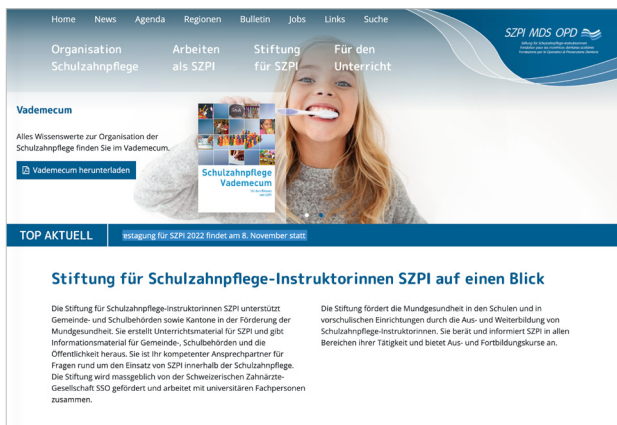 Home News Agenda Regionen Bulletin Jobs Links Suche
SZPI MDS OPD
Organisation Schulzahnpflege
Arbeiten als SZPI
Stiftung für SZPI
Für den Unterricht
Vademecum
Alles Wissenswerte zur Organisation der
Schulzahnpflege finden Sie im Vademecum.
Vademecum herunterladen
Schulzahnpflege
Vademecum
TOP AKTUELL
estagung für SZPI 2022 findet am 8. November statt
Stiftung für Schulzahnpflege-Instruktorinnen SZPI auf einen Blick
Die Stiftung für Schulzahnpflege-Instruktorinnen SZPI unterstützt
Gemeinde- und Schulbehörden sowie Kantone in der Förderung der
Mundgesundheit. Sie erstellt Unterrichtsmaterial für SZPI und gibt
Informationsmaterial für Gemeinde-, Schulbehörden und die
Öffentlichkeit heraus. Sie ist Ihr kompetenter Ansprechpartner für
Fragen rund um den Einsatz von SZPI innerhalb der Schulzahnpflege.
Die Stiftung wird massgeblich von der Schweizerischen Zahnärzte-
Gesellschaft SSO gefördert und arbeitet mit universitären Fachpersonen
zusammen.
Die Stiftung fördert die Mundgesundheit in den Schulen und in
vorschulischen Einrichtungen durch die Aus- und Weiterbildung von
Schulzahnpflege-Instruktorinnen. Sie berät und informiert SZPI in allen
Bereichen ihrer Tätigkeit und bietet Aus- und Fortbildungskurse an.